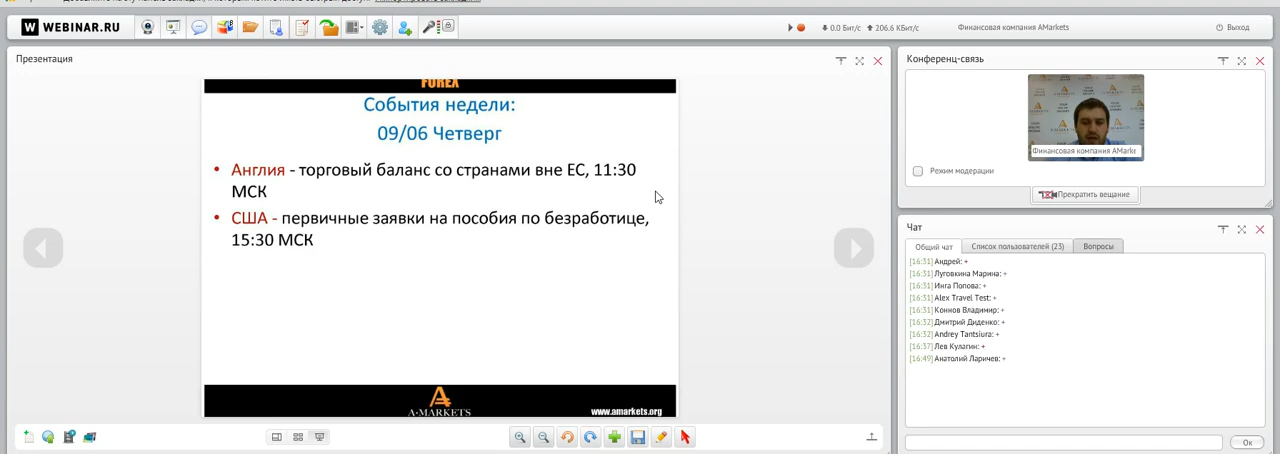 WEBINAR.RU
0.0 Бит/с
206.6 КБит/с
Финансовая компания AMarkets
Выход
Презентация
FOREX
События недели:
09/06 Четверг
• Англия - торговый баланс со странами вне ЕС, 11:30
МСК
• США - первичные заявки на пособия по безработице,
15:30 МСК
A·MARKETS
www.amarkets.org
Конференц-связь
Финансовая компания AMarke
Режим модерации
Прекратить вещание
Чат
Общий чат
Список пользователей (23)
Вопросы
[16:31] Андрей: +
[16:31] Луговкина Марина: +
[16:31] Инга Попова: +
[16:31] Alex Travel Test: +
[16:31] Коннов Владимир: +
[16:32] Дмитрий Диденко: +
[16:32] Andrey Tantsiura: +
[16:37] Лев Кулагин: +
[16:49] Анатолий Ларичев: +
Ок